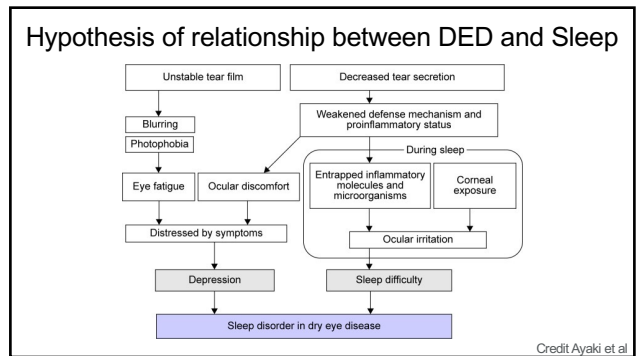 Hypothesis of relationship between DED and Sleep
Unstable tear film
Decreased tear secretion
Blurring
Photophobia
Weakened defense mechanism and
proinflammatory status
During sleep
Eye fatigue
Ocular discomfort
Entrapped inflammatory
molecules and
microorganisms
Corneal
exposure
Distressed by symptoms
Ocular irritation
Depression
Sleep difficulty
Sleep disorder in dry eye disease
Credit Ayaki et al